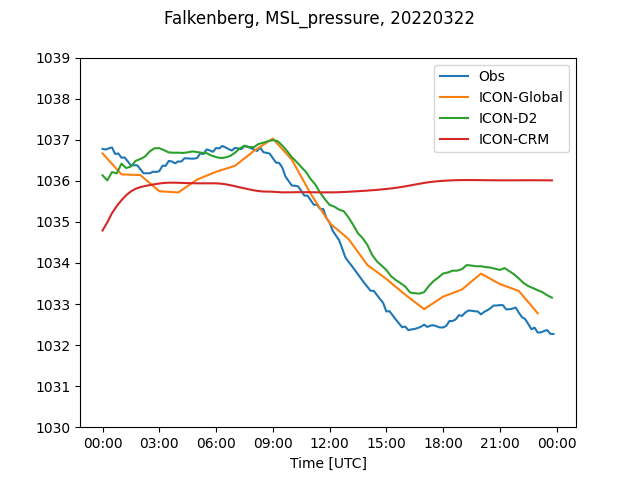 Falkenberg, MSL_pressure, 20220322
1039
1038
1037
1036
1035
1034
1033
1032
1031
1030
Obs
ICON-Global
ICON-D2
ICON-CRM
00:00 03:00 06:00 09:00 12:00 15:00 18:00 21:00 00:00
Time [UTC]